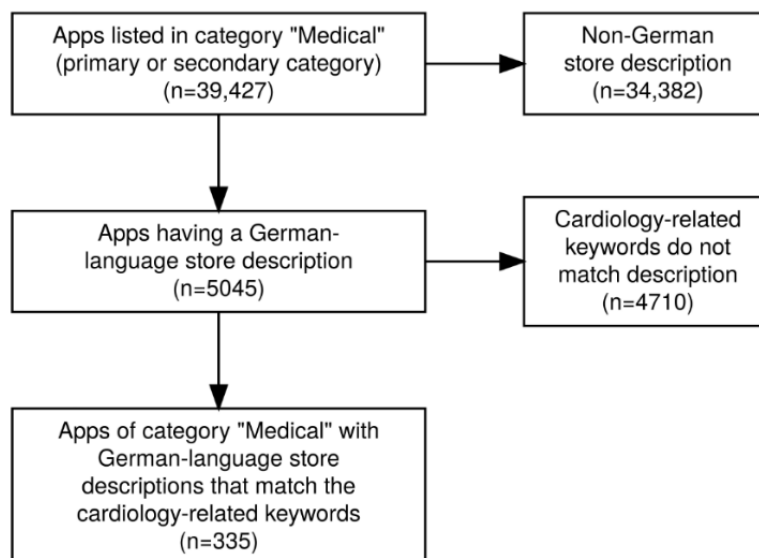 Apps listed in category "Medical"
(primary or secondary category)
(n=39,427)
Non-German
store description
(n=34,382)
Apps having a German-
language store description
(n=5045)
Cardiology-related
keywords do not
match description
(n=4710)
Apps of category "Medical" with
German-language store
descriptions that match the
cardiology-related keywords
(n=335)